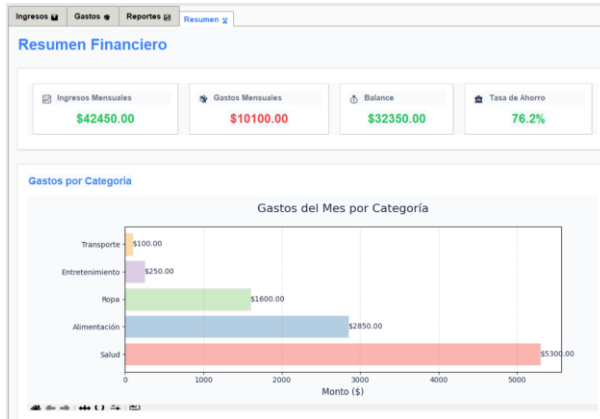 Ingresos Gastos Reportes Resumen
Resumen Financiero
Ingresos Mensuales Gastos Mensuales Balance Tasa de Ahorro
$42450.00 $10100.00 $32350.00 76.2%
Gastos por Categoría
Gastos del Mes por Categoría
Transporte $100.00
Entretenimiento $250.00
Ropa $1600.00
Alimentación $2850.00
Salud $5300.00
0 1000 2000 3000 4000 5000
Monto ($)